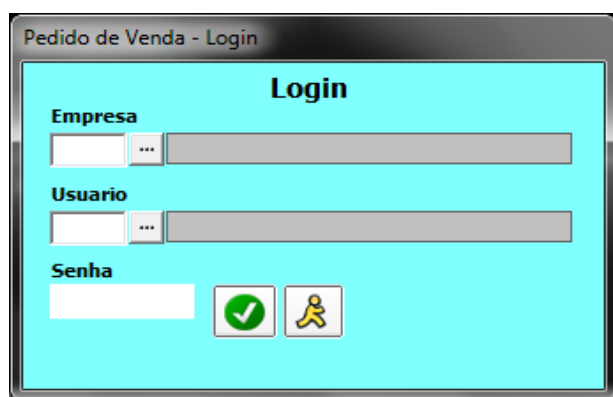 Pedido de Venda - Login
Login
Empresa
...
Usuario
...
Senha